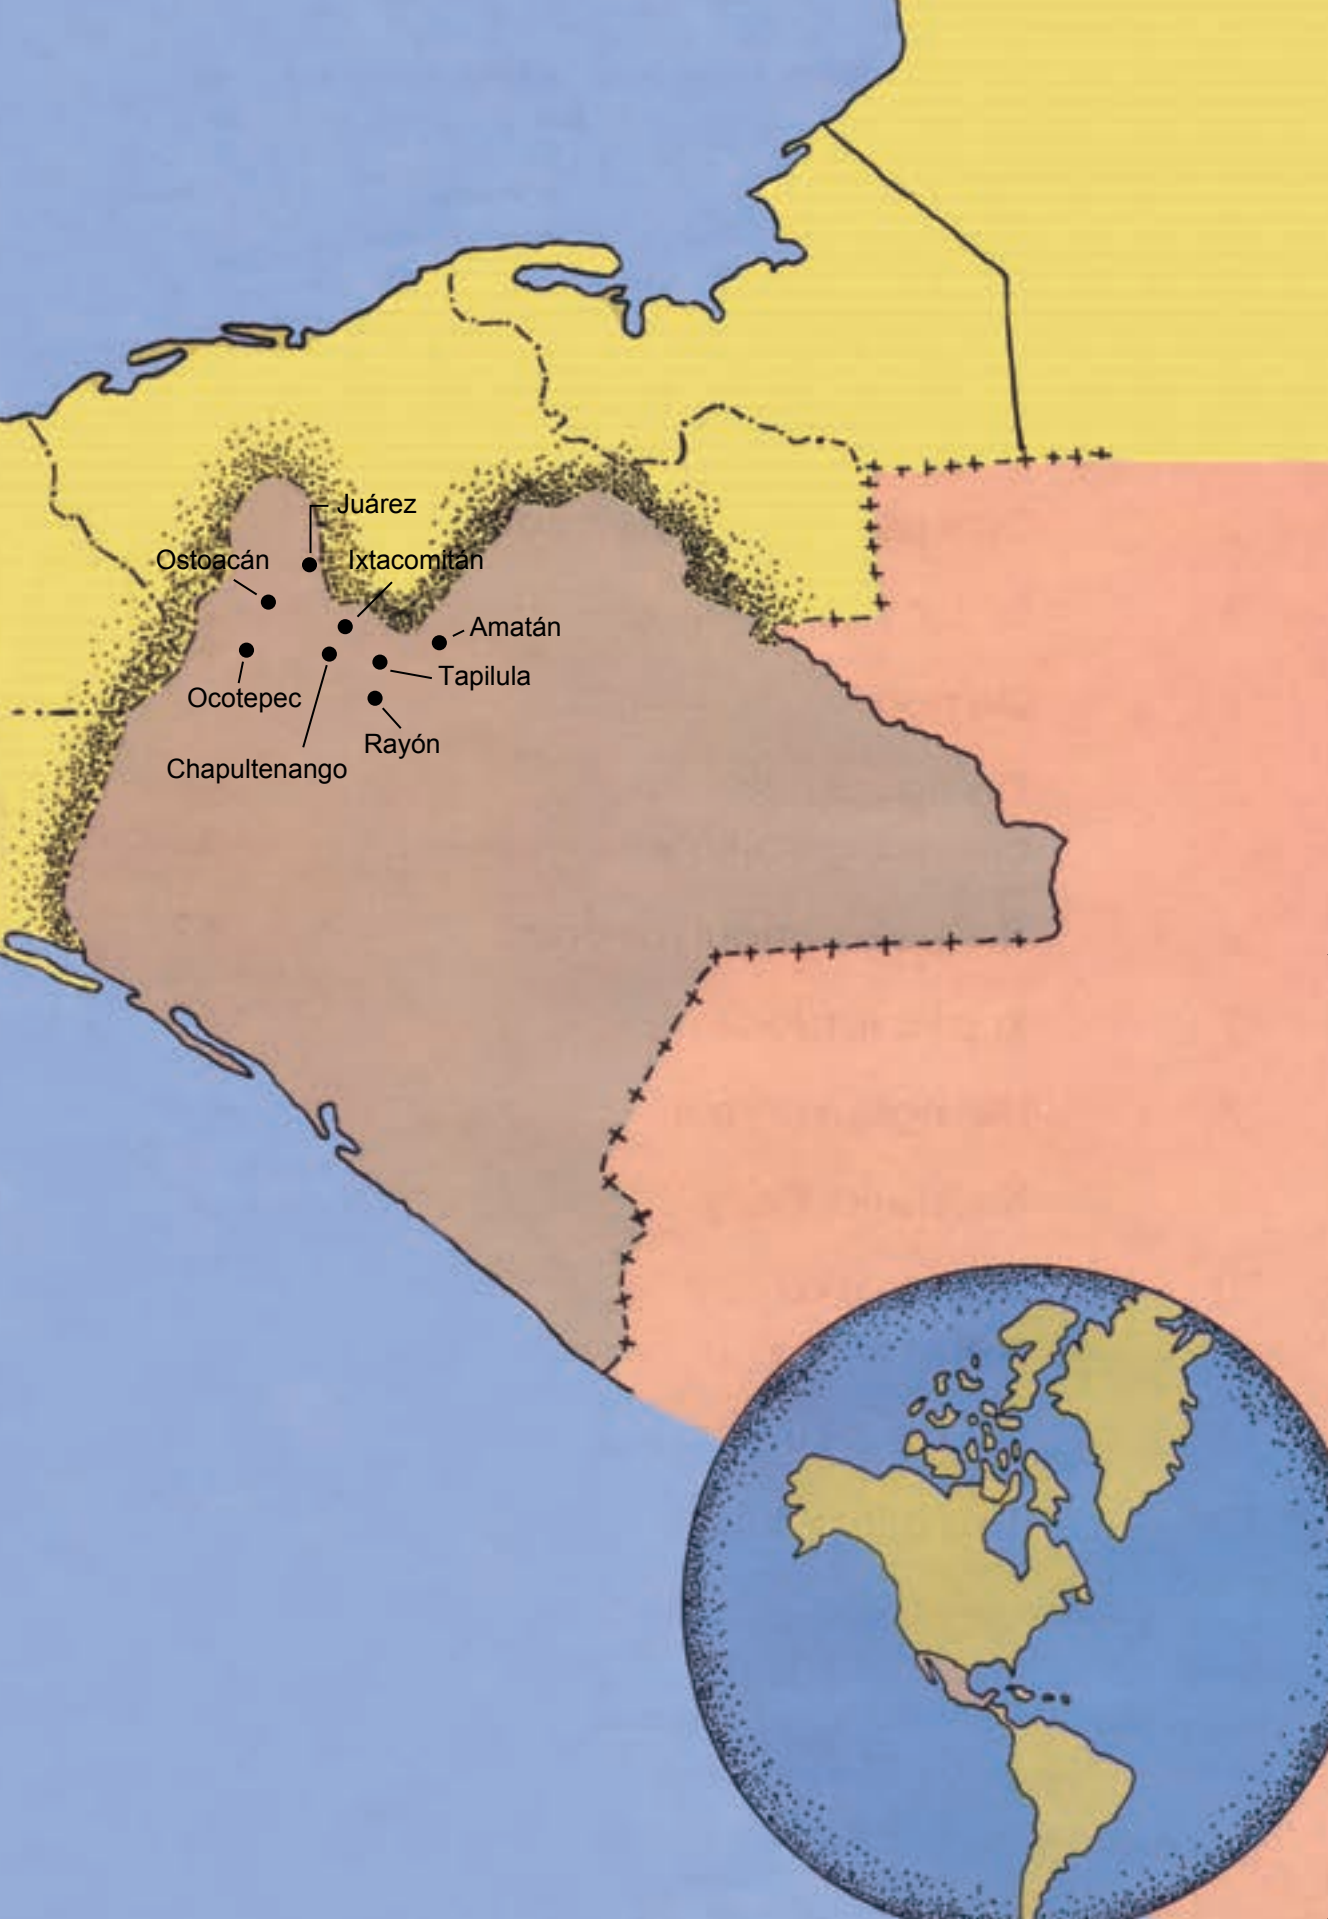 Juárez
Ostoacán
Ixtacomitán
Amatán
Tapilula
Ocotepec
Rayón
Chapultenango